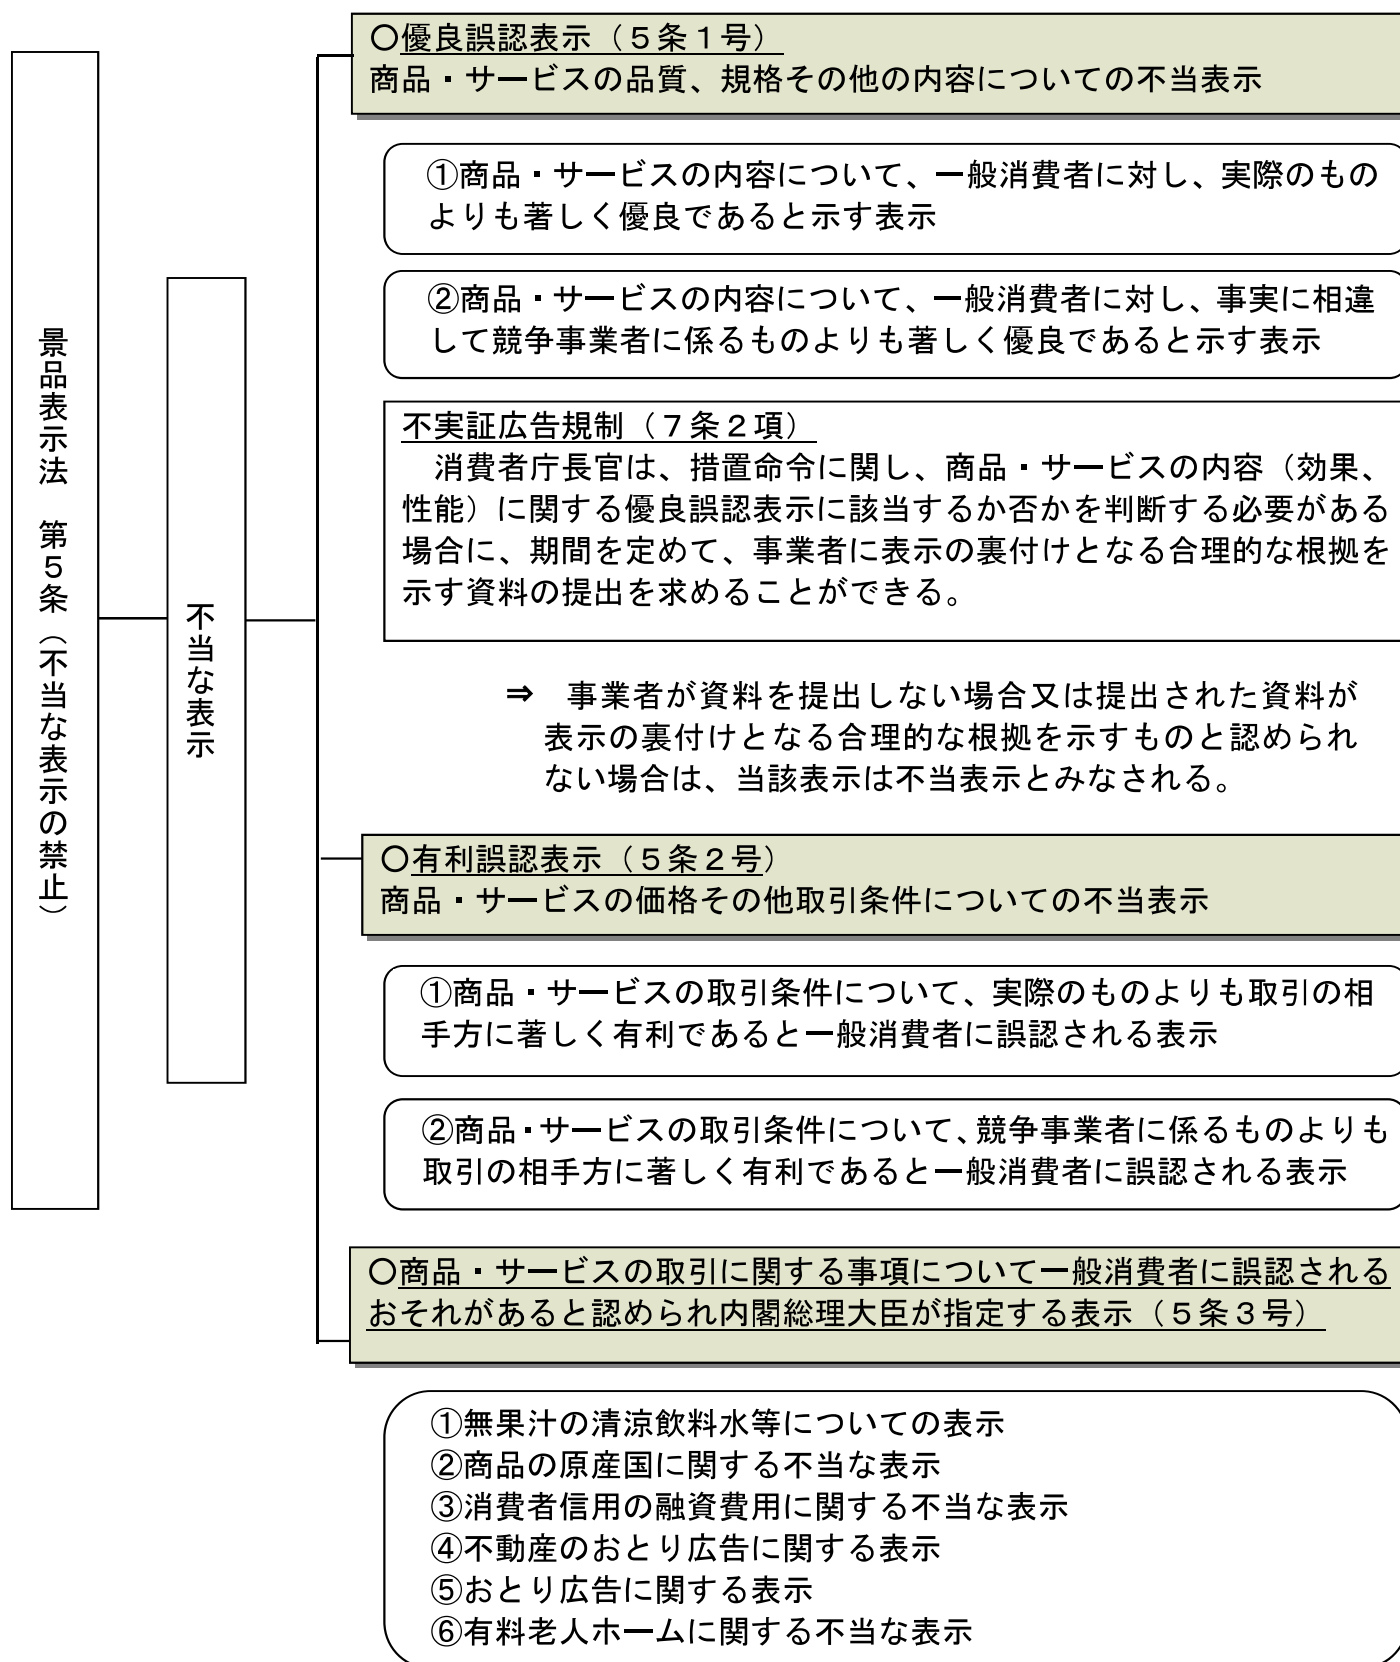 景品表示法　第５条（不当な表示の禁止）
不当な表示
○優良誤認表示（５条１号）
商品・サービスの品質、規格その他の内容についての不当表示
①商品・サービスの内容について、一般消費者に対し、実際のもの
よりも著しく優良であると示す表示
②商品・サービスの内容について、一般消費者に対し、事実に相違
して競争事業者に係るものよりも著しく優良であると示す表示
不実証広告規制（７条２項）
　消費者庁長官は、措置命令に関し、商品・サービスの内容（効果、
性能）に関する優良誤認表示に該当するか否かを判断する必要がある
場合に、期間を定めて、事業者に表示の裏付けとなる合理的な根拠を
示す資料の提出を求めることができる。
⇒　事業者が資料を提出しない場合又は提出された資料が
表示の裏付けとなる合理的な根拠を示すものと認められ
ない場合は、当該表示は不当表示とみなされる。
○有利誤認表示（５条２号）
商品・サービスの価格その他取引条件についての不当表示
①商品・サービスの取引条件について、実際のものよりも取引の相
手方に著しく有利であると一般消費者に誤認される表示
②商品・サービスの取引条件について、競争事業者に係るものよりも
取引の相手方に著しく有利であると一般消費者に誤認される表示
○商品・サービスの取引に関する事項について一般消費者に誤認される
おそれがあると認められ内閣総理大臣が指定する表示（５条３号）
①無果汁の清涼飲料水等についての表示
②商品の原産国に関する不当な表示
③消費者信用の融資費用に関する不当な表示
④不動産のおとり広告に関する表示
⑤おとり広告に関する表示
⑥有料老人ホームに関する不当な表示